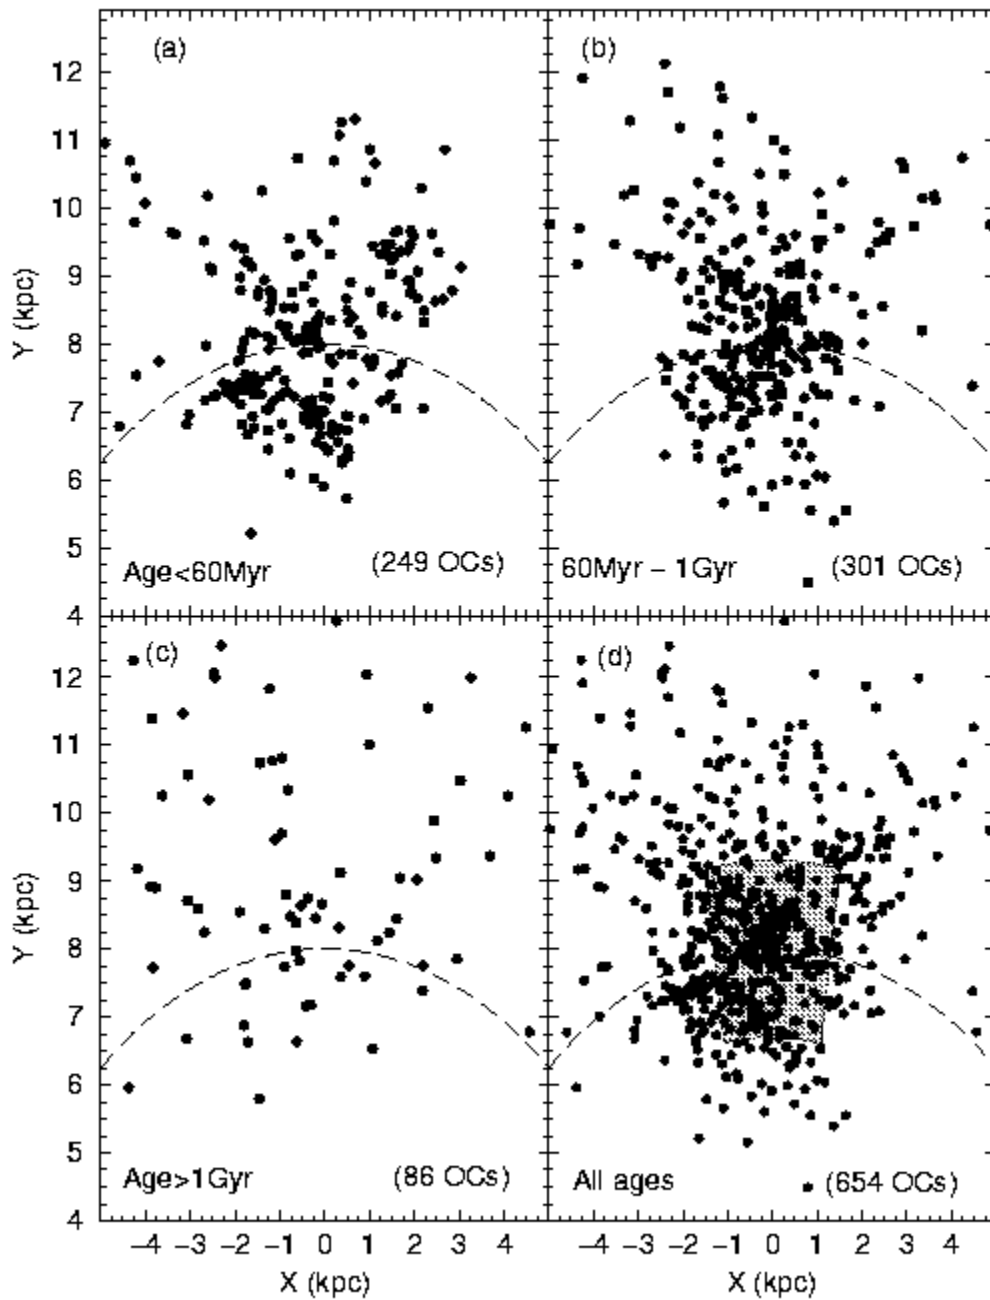 (a)
(b)
12
11
10
9
8
7
6
5
4
Y (kpc)
Age<60Myr
(249 OCs)
60Myr – 1Gyr
(301 OCs)
(c)
(d)
12
11
10
9
8
7
6
5
4
Y (kpc)
Age>1Gyr
(86 OCs)
All ages
(654 OCs)
−4 −3 −2 −1 0 1 2 3 4
−4 −3 −2 −1 0 1 2 3 4
X (kpc)
X (kpc)